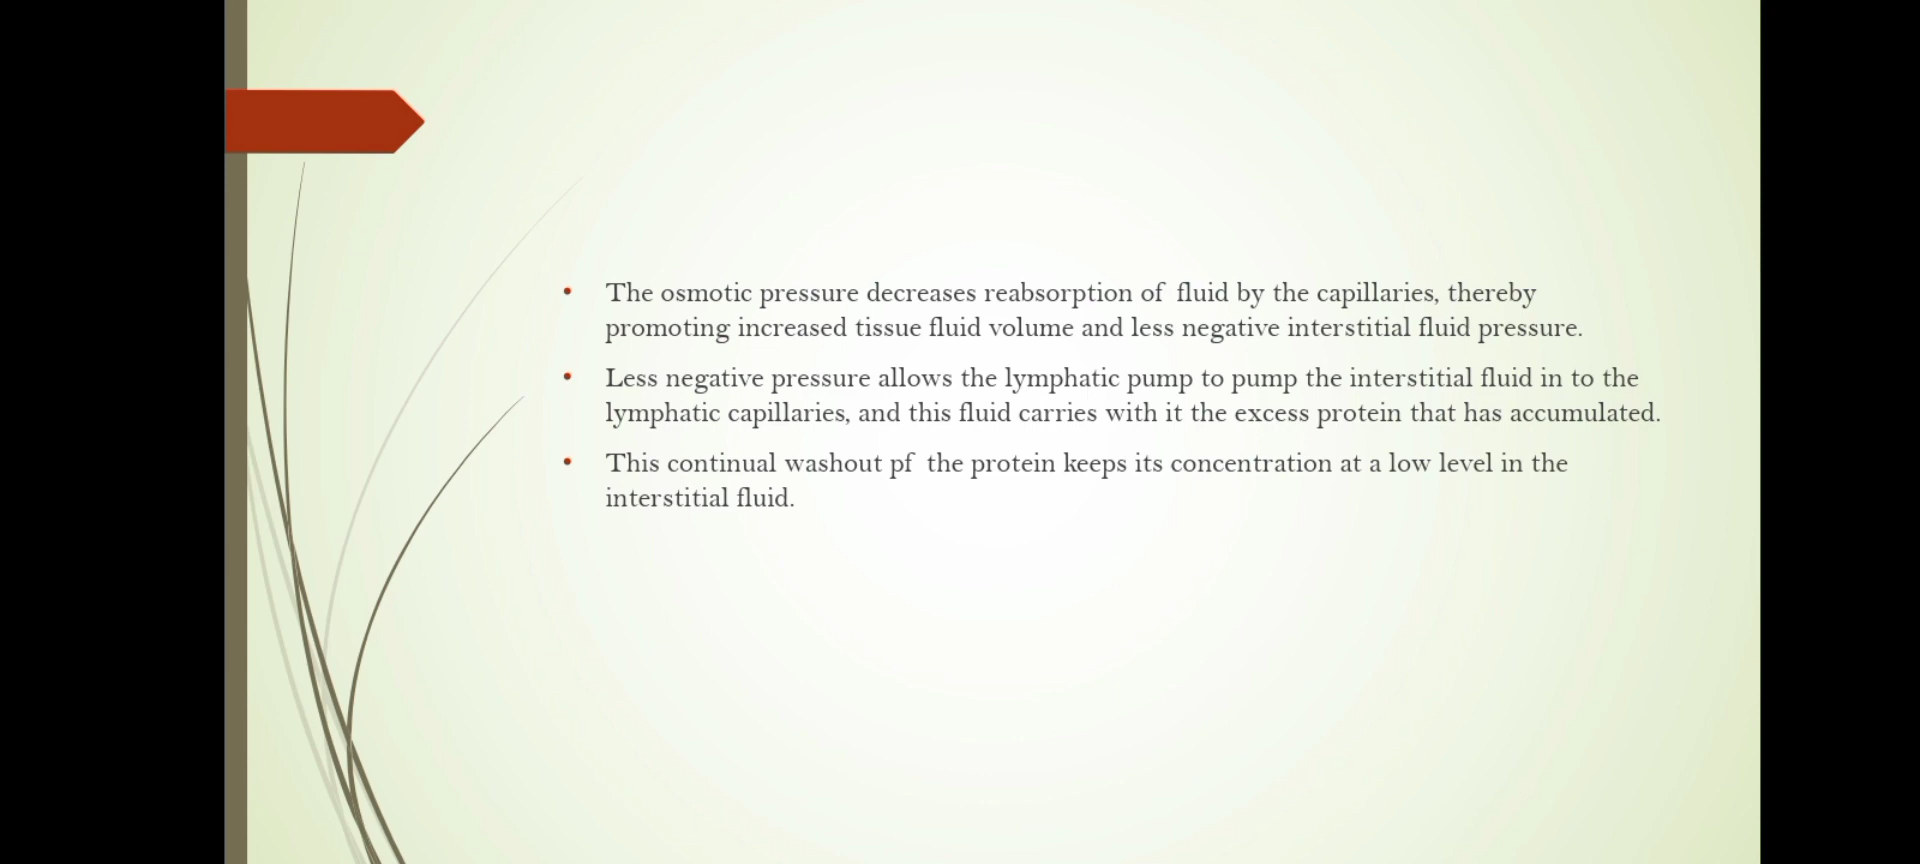 • The osmotic pressure decreases reabsorption of fluid by the capillaries, thereby
promoting increased tissue fluid volume and less negative interstitial fluid pressure.
• Less negative pressure allows the lymphatic pump to pump the interstitial fluid in to the
lymphatic capillaries, and this fluid carries with it the excess protein that has accumulated.
• This continual washout pf the protein keeps its concentration at a low level in the
interstitial fluid.